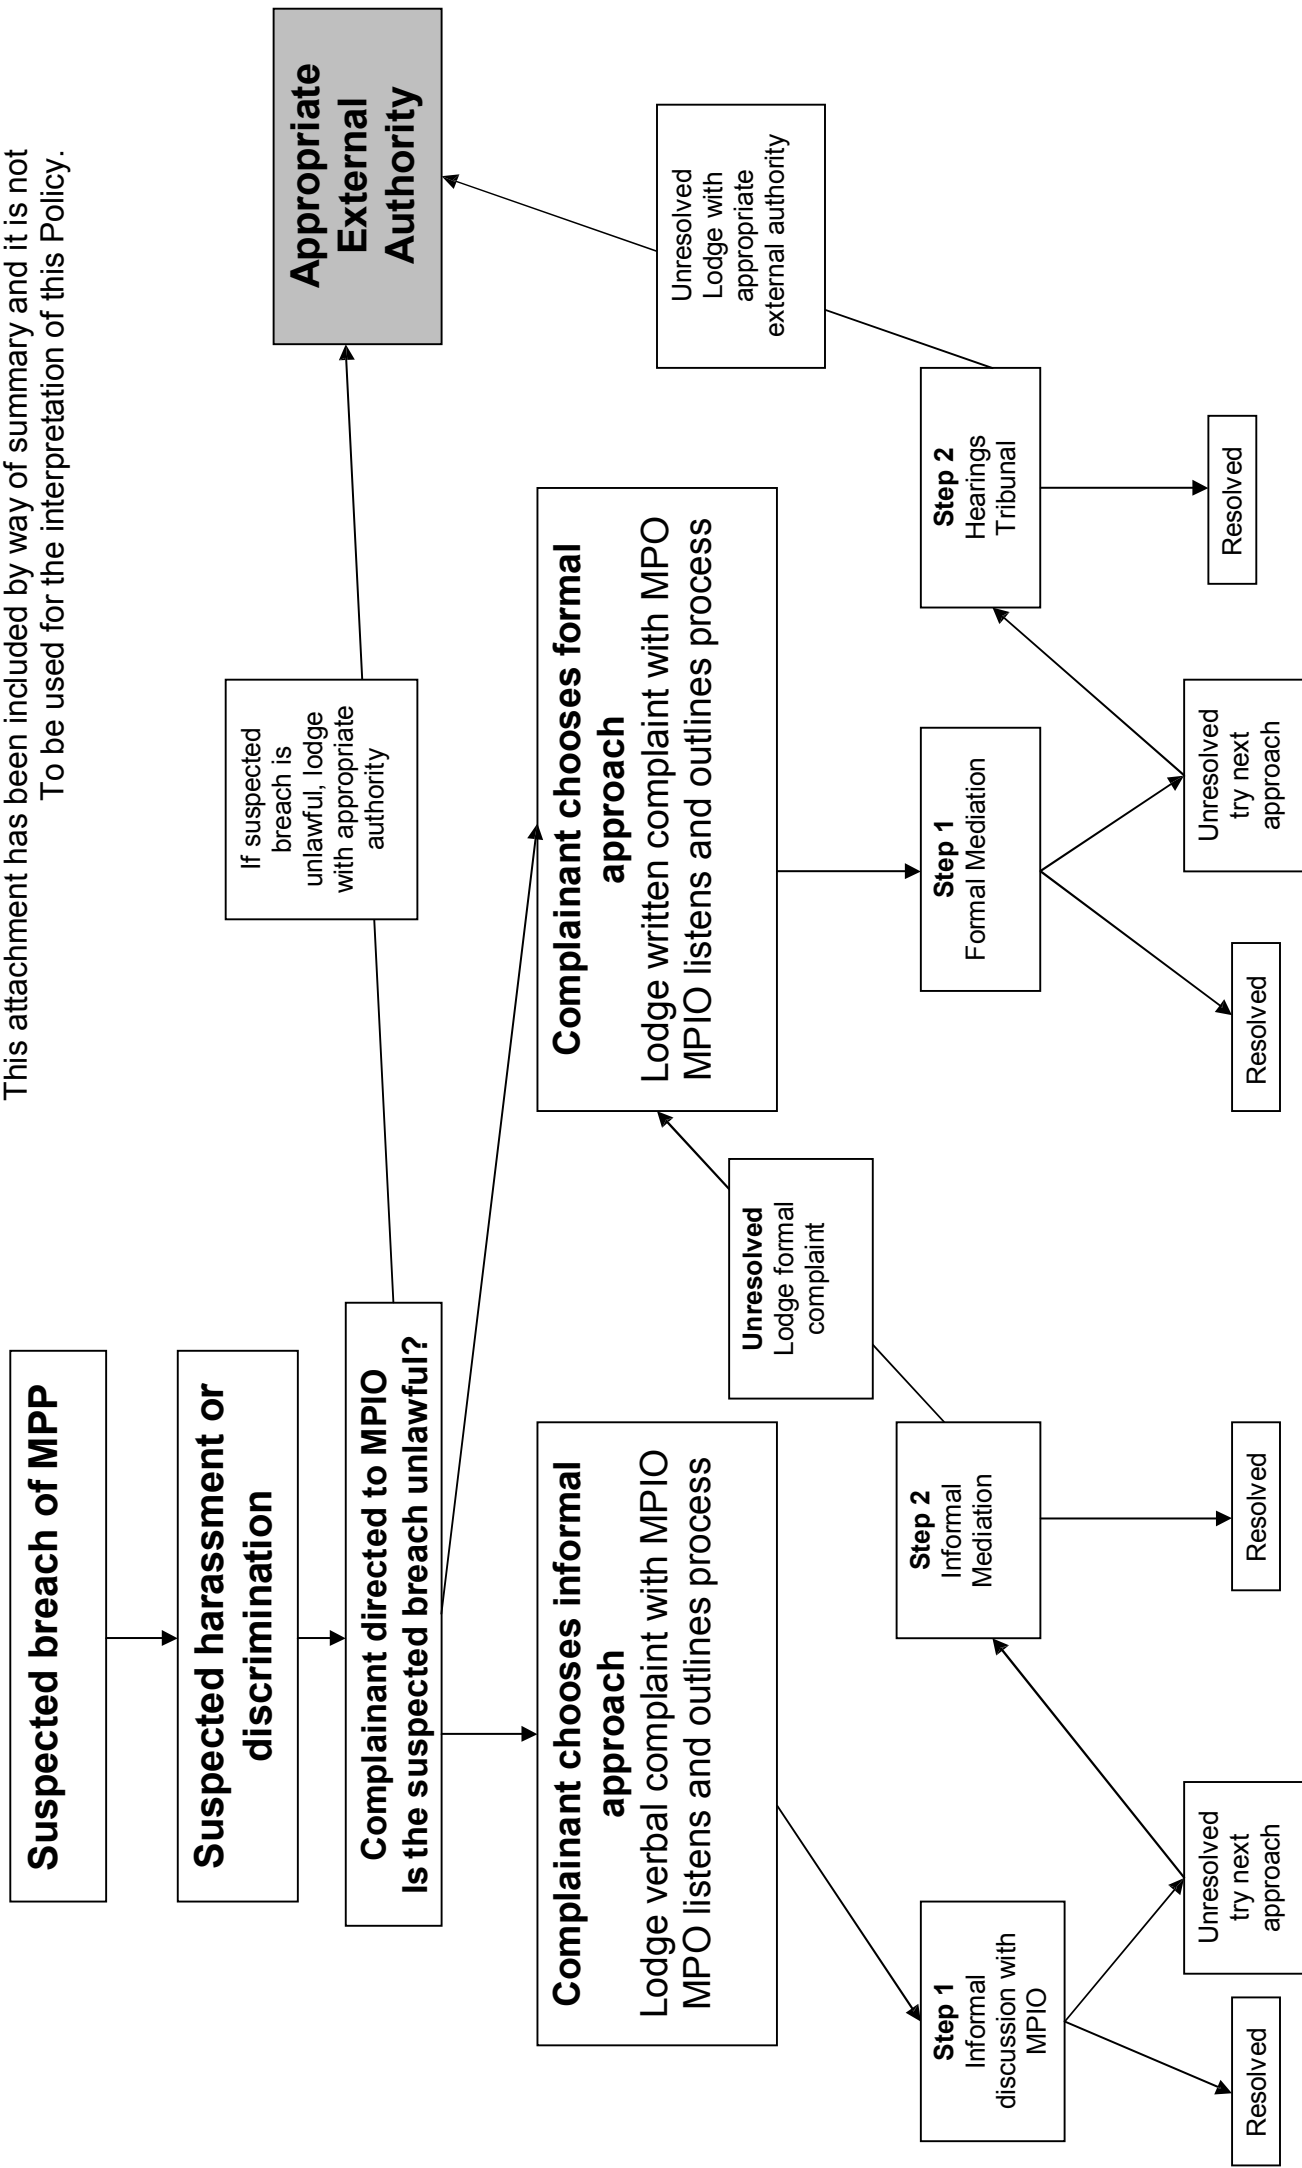 This attachment has been included by way of summary and it is not
To be used for the interpretation of this Policy.
Suspected breach of MPP
Suspected harassment or
discrimination
Complainant directed to MPIO
Is the suspected breach unlawful?
If suspected
breach is
unlawful, lodge
with appropriate
authority
Appropriate
External
Authority
Complainant chooses informal
approach
Lodge verbal complaint with MPIO
MPO listens and outlines process
Complainant chooses formal
approach
Lodge written complaint with MPO
MPIO listens and outlines process
Unresolved
Lodge with
appropriate
external authority
Unresolved
Lodge formal
complaint
Step 1
Informal
discussion with
MPIO
Step 2
Informal
Mediation
Step 1
Formal Mediation
Step 2
Hearings
Tribunal
Resolved
Unresolved
try next
approach
Resolved
Resolved
Unresolved
try next
approach
Resolved